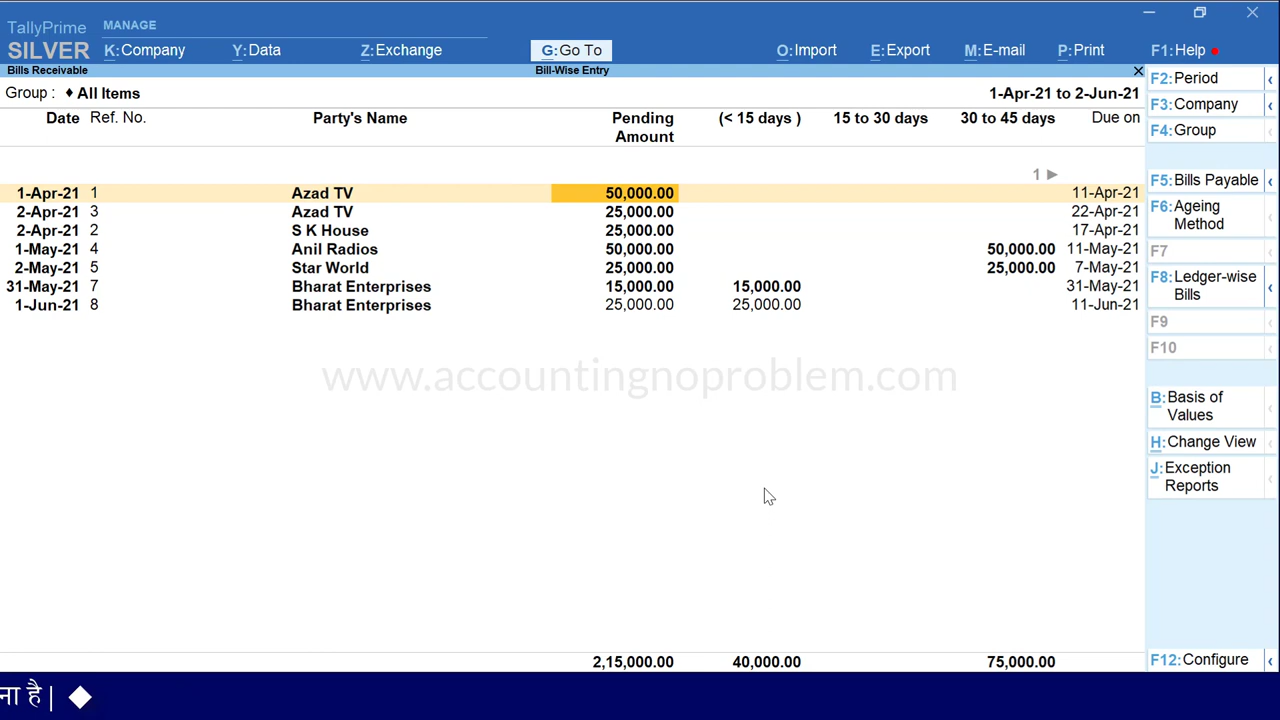 TallyPrime MANAGE
SILVER K:Company Y:Data Z:Exchange G:Go To O:Import E:Export M:E-mail P:Print F1:Help
Bills Receivable Bill-Wise Entry
Group : ♦ All Items 1-Apr-21 to 2-Jun-21
Date Ref. No. Party's Name Pending (< 15 days ) 15 to 30 days 30 to 45 days Due on
Amount
1 ►
1-Apr-21 1 Azad TV 50,000.00 11-Apr-21
2-Apr-21 3 Azad TV 25,000.00 22-Apr-21
2-Apr-21 2 S K House 25,000.00 17-Apr-21
1-May-21 4 Anil Radios 50,000.00 50,000.00 11-May-21
2-May-21 5 Star World 25,000.00 25,000.00 7-May-21
31-May-21 7 Bharat Enterprises 15,000.00 15,000.00 31-May-21
1-Jun-21 8 Bharat Enterprises 25,000.00 25,000.00 11-Jun-21
www.accountingnoproblem.com
2,15,000.00 40,000.00 75,000.00
F2:Period
F3:Company
F4:Group
F5:Bills Payable
F6:Ageing
Method
F7
F8:Ledger-wise
Bills
F9
F10
B:Basis of
Values
H:Change View
J:Exception
Reports
F12:Configure
ना है |